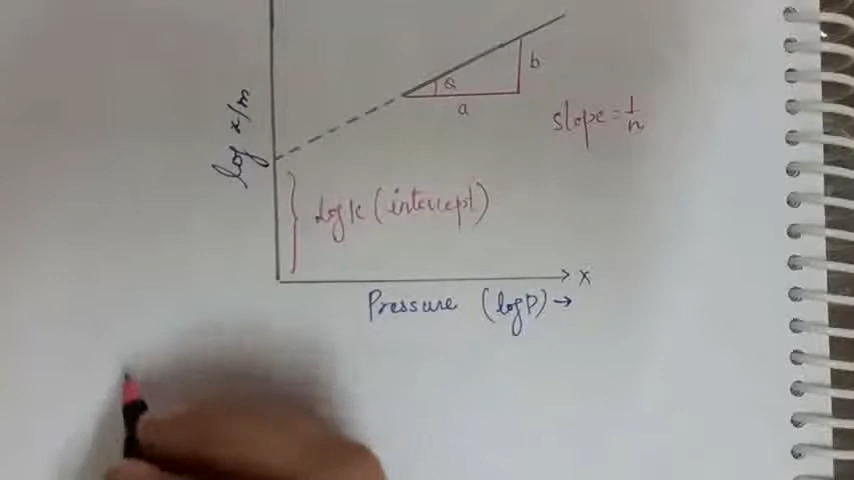 b
θ
a
slope = 1/n
log x/m
log k (intercept)
X
Pressure (log P) →